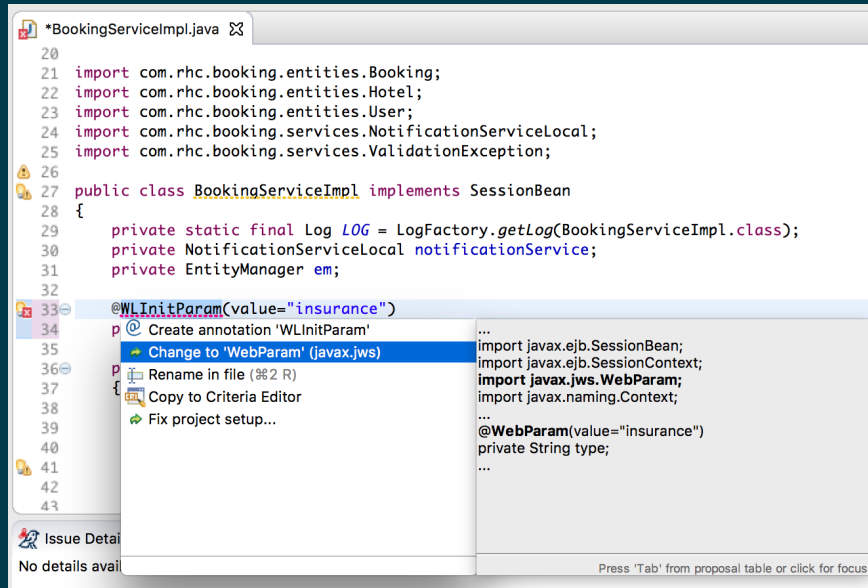 *BookingServiceImpl.java
20
21 import com.rhc.booking.entities.Booking;
22 import com.rhc.booking.entities.Hotel;
23 import com.rhc.booking.entities.User;
24 import com.rhc.booking.services.NotificationServiceLocal;
25 import com.rhc.booking.services.ValidationException;
26
27 public class BookingServiceImpl implements SessionBean
28 {
29 private static final Log LOG = LogFactory.getLog(BookingServiceImpl.class);
30 private NotificationServiceLocal notificationService;
31 private EntityManager em;
32
33 @WLInitParam(value="insurance")
34 p
35
36 p
37 {
38
39
40
41
42
43
@ Create annotation 'WLInitParam'
Change to 'WebParam' (javax.jws)
Rename in file (⌘2 R)
Copy to Criteria Editor
Fix project setup...
...
import javax.ejb.SessionBean;
import javax.ejb.SessionContext;
import javax.jws.WebParam;
import javax.naming.Context;
...
@WebParam(value="insurance")
private String type;
...
Press 'Tab' from proposal table or click for focus
Issue Detai
No details avail